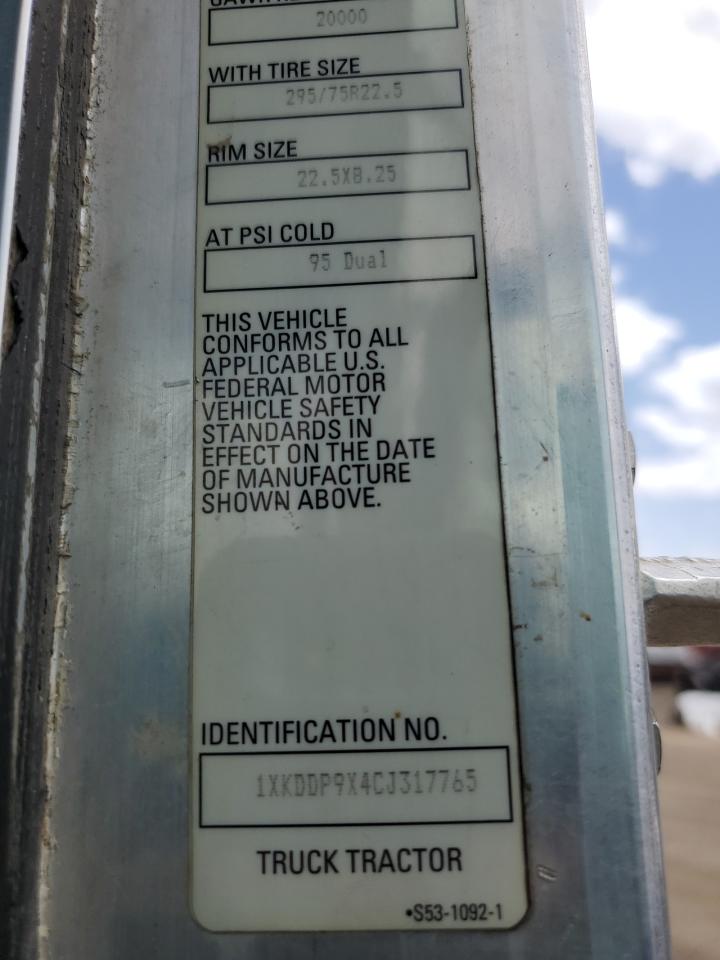 20000
WITH TIRE SIZE
295/75R22.5
RIM SIZE
22.5X8.25
AT PSI COLD
95 Dual
THIS VEHICLE
CONFORMS TO ALL
APPLICABLE U.S.
FEDERAL MOTOR
VEHICLE SAFETY
STANDARDS IN
EFFECT ON THE DATE
OF MANUFACTURE
SHOWN ABOVE.
IDENTIFICATION NO.
1XKDDP9X4CJ317765
TRUCK TRACTOR
•S53-1092-1